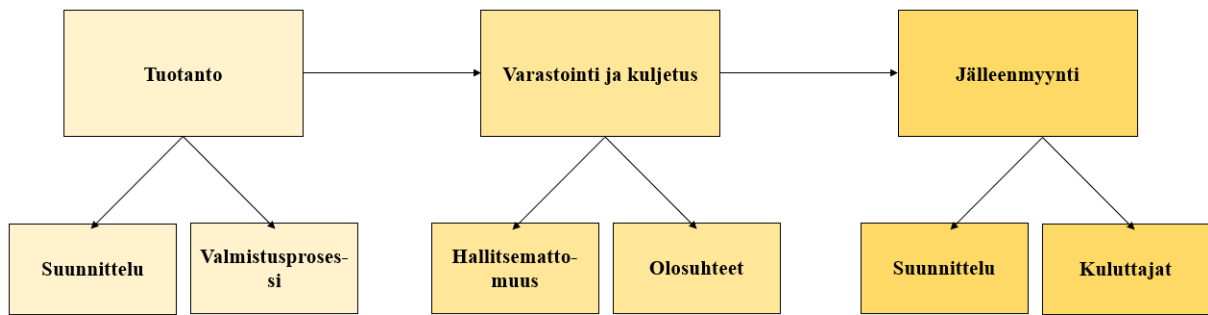 Tuotanto
Varastointi ja kuljetus
Jälleenmyynti
Suunnittelu
Valmistusproses-
si
Hallitsematto-
muus
Olosuhteet
Suunnittelu
Kuluttajat